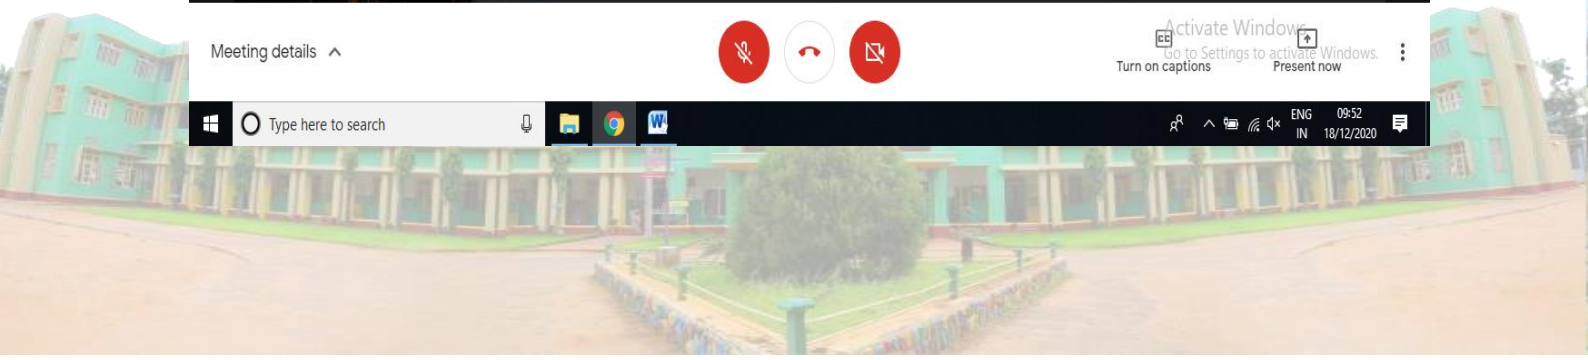 Activate Windows
Meeting details
Go to Settings to activate Windows.
Turn on captions
Present now
Type here to search
ENG
09:52
IN
18/12/2020